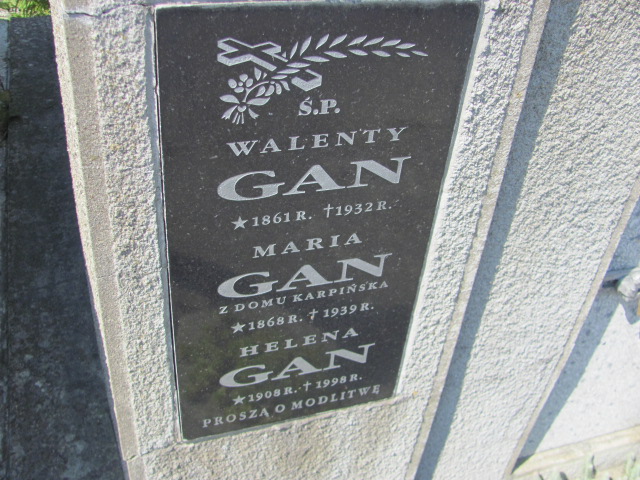 Ś.P.
WALENTY
GAN
★1861 R. †1932 R.
MARIA
GAN
Z DOMU KARPIŃSKA
★1868 R. †1939 R.
HELENA
GAN
★1908 R. †1998 R.
PROSZĄ O MODLITWĘ